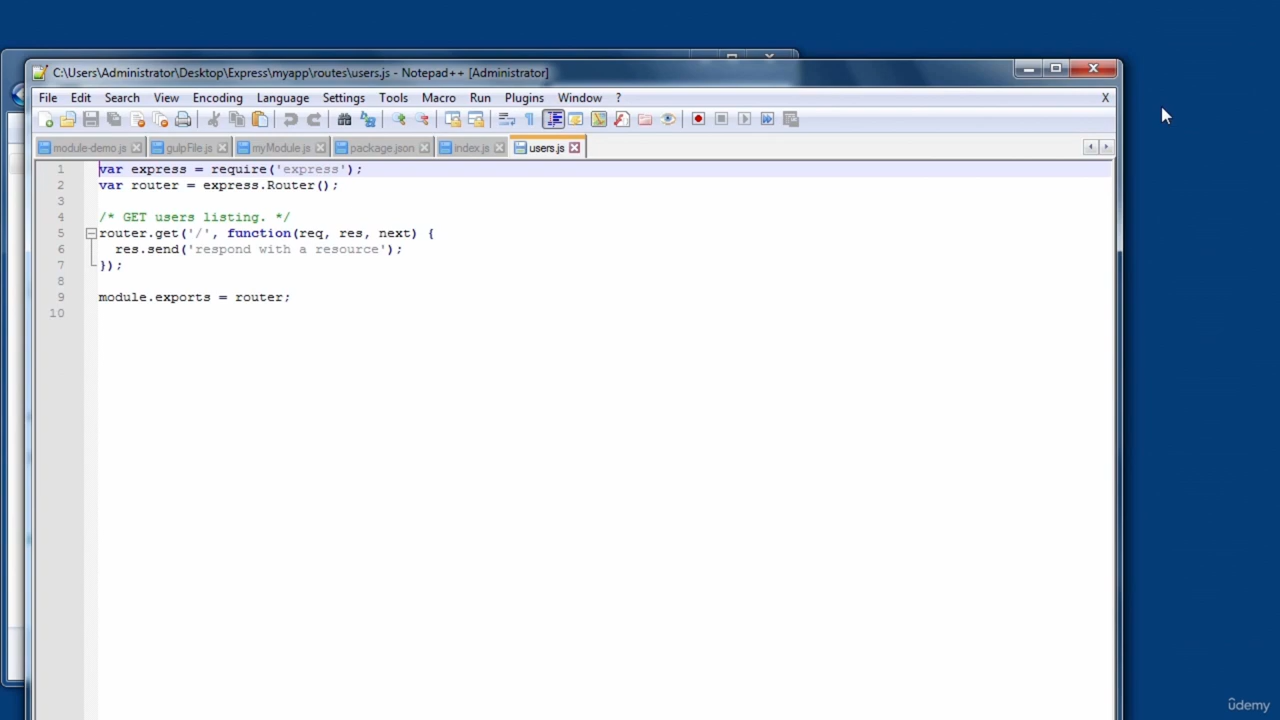 C:\Users\Administrator\Desktop\Express\myapp\routes\users.js - Notepad++ [Administrator]
File Edit Search View Encoding Language Settings Tools Macro Run Plugins Window ? X
module-demo.js gulpFile.js myModule.js package.json index.js users.js
1 var express = require('express');
2 var router = express.Router();
3
4 /* GET users listing. */
5 router.get('/', function(req, res, next) {
6 res.send('respond with a resource');
7 });
8
9 module.exports = router;
10
ûdemy